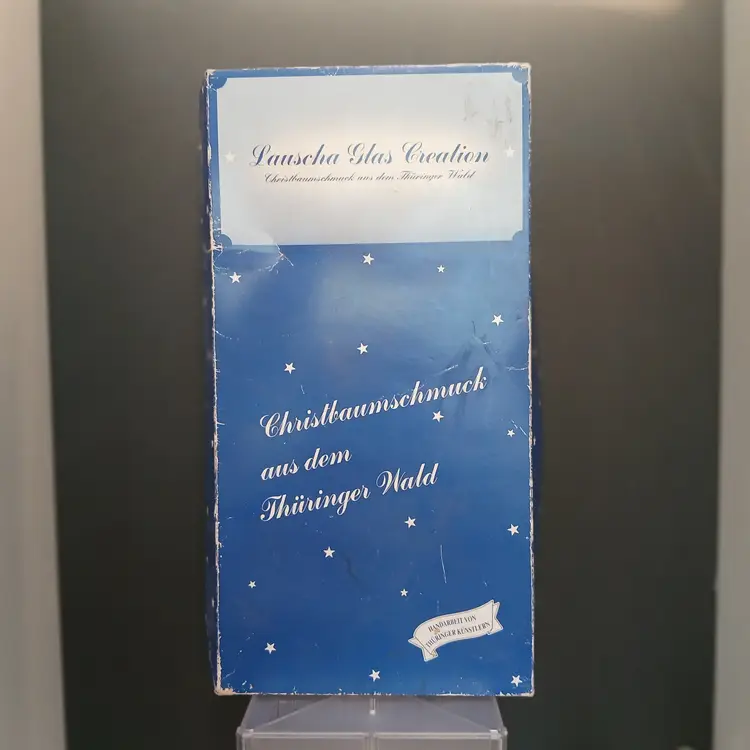 Lauscha Glas Creation
Christbaumschmuck aus dem Thüringer Wald
Christbaumschmuck
aus dem
Thüringer Wald
HANDARBEIT VON
THÜRINGER KÜNSTLERN